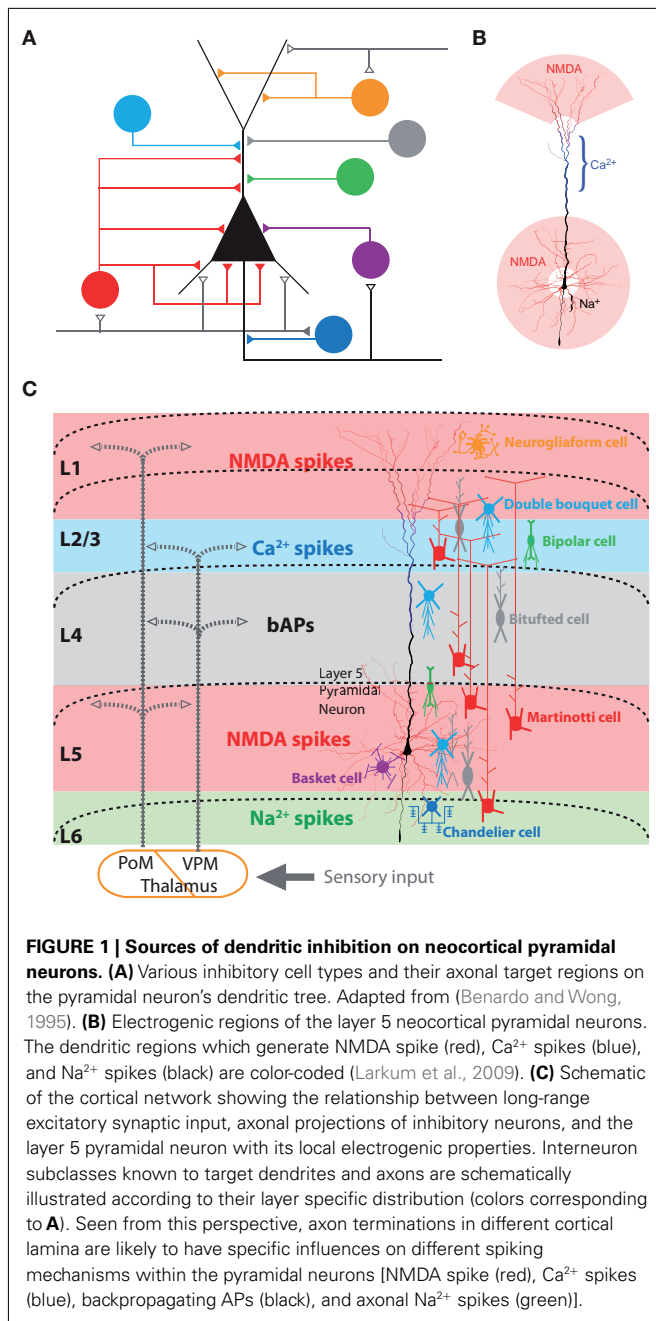 A
B
NMDA
Ca²⁺
NMDA
Na⁺
C
L1
NMDA spikes
Neurogliaform cell
Double bouquet cell
L2/3
Ca²⁺ spikes
Bipolar cell
L4
bAPs
Bitufted cell
Layer 5
Pyramidal
Neuron
Martinotti cell
L5
NMDA spikes
Basket cell
L6
Na²⁺ spikes
Chandelier cell
PoM VPM
Thalamus
Sensory input
FIGURE 1 | Sources of dendritic inhibition on neocortical pyramidal
neurons. (A) Various inhibitory cell types and their axonal target regions on
the pyramidal neuron's dendritic tree. Adapted from (Benardo and Wong,
1995). (B) Electrogenic regions of the layer 5 neocortical pyramidal neurons.
The dendritic regions which generate NMDA spike (red), Ca²⁺ spikes (blue),
and Na²⁺ spikes (black) are color-coded (Larkum et al., 2009). (C) Schematic
of the cortical network showing the relationship between long-range
excitatory synaptic input, axonal projections of inhibitory neurons, and the
layer 5 pyramidal neuron with its local electrogenic properties. Interneuron
subclasses known to target dendrites and axons are schematically
illustrated according to their layer specific distribution (colors corresponding
to A). Seen from this perspective, axon terminations in different cortical
lamina are likely to have specific influences on different spiking
mechanisms within the pyramidal neurons [NMDA spike (red), Ca²⁺ spikes
(blue), backpropagating APs (black), and axonal Na²⁺ spikes (green)].